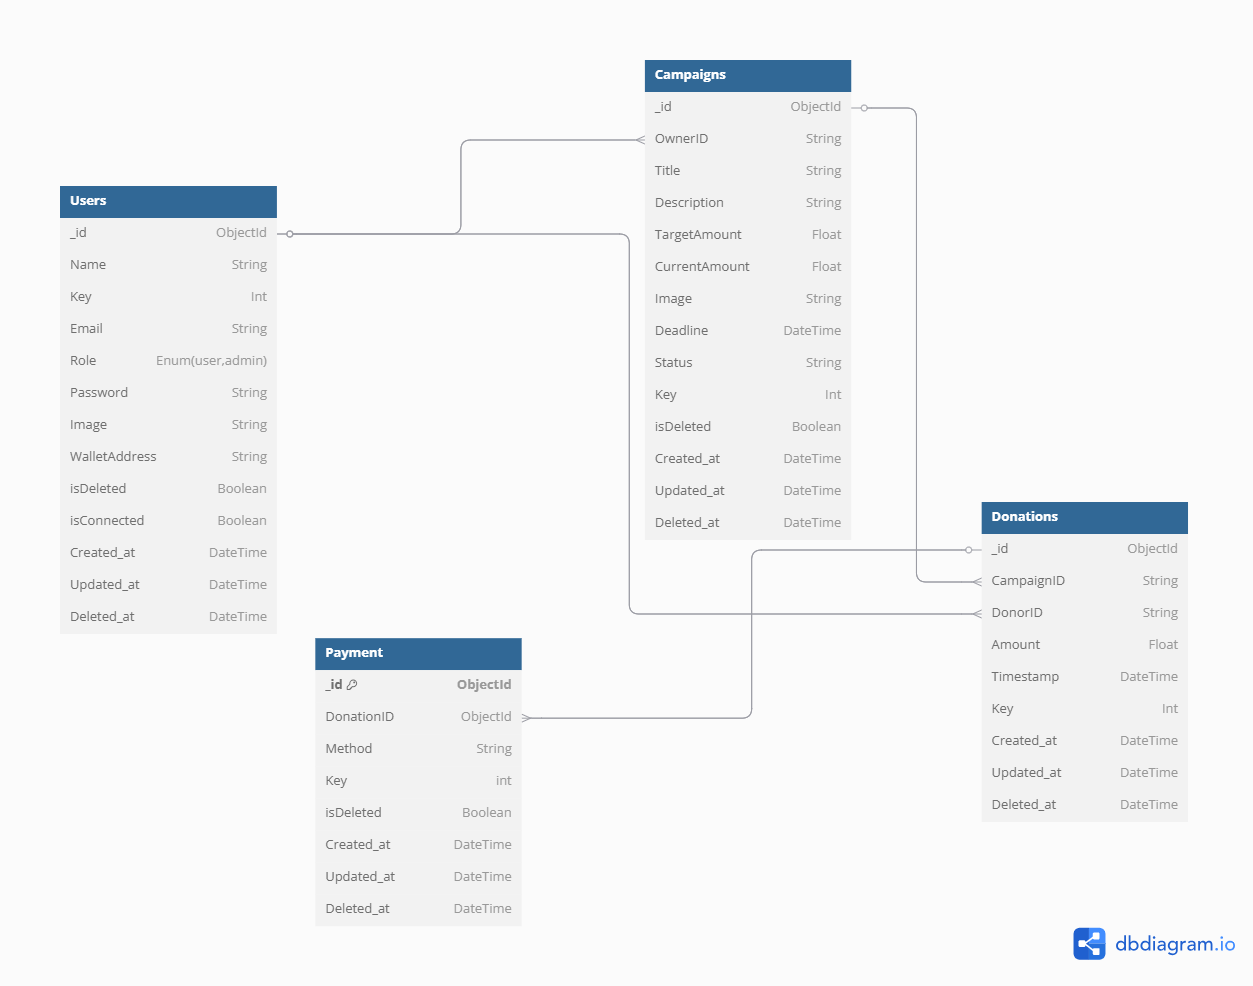 Campaigns
_id ObjectId
OwnerID String
Title String
Description String
TargetAmount Float
CurrentAmount Float
Image String
Deadline DateTime
Status String
Key Int
isDeleted Boolean
Created_at DateTime
Updated_at DateTime
Deleted_at DateTime
Users
_id ObjectId
Name String
Key Int
Email String
Role Enum(user,admin)
Password String
Image String
WalletAddress String
isDeleted Boolean
isConnected Boolean
Created_at DateTime
Updated_at DateTime
Deleted_at DateTime
Donations
_id ObjectId
CampaignID String
DonorID String
Amount Float
Timestamp DateTime
Key Int
Created_at DateTime
Updated_at DateTime
Deleted_at DateTime
Payment
_id ObjectId
DonationID ObjectId
Method String
Key int
isDeleted Boolean
Created_at DateTime
Updated_at DateTime
Deleted_at DateTime
dbdiagram.io